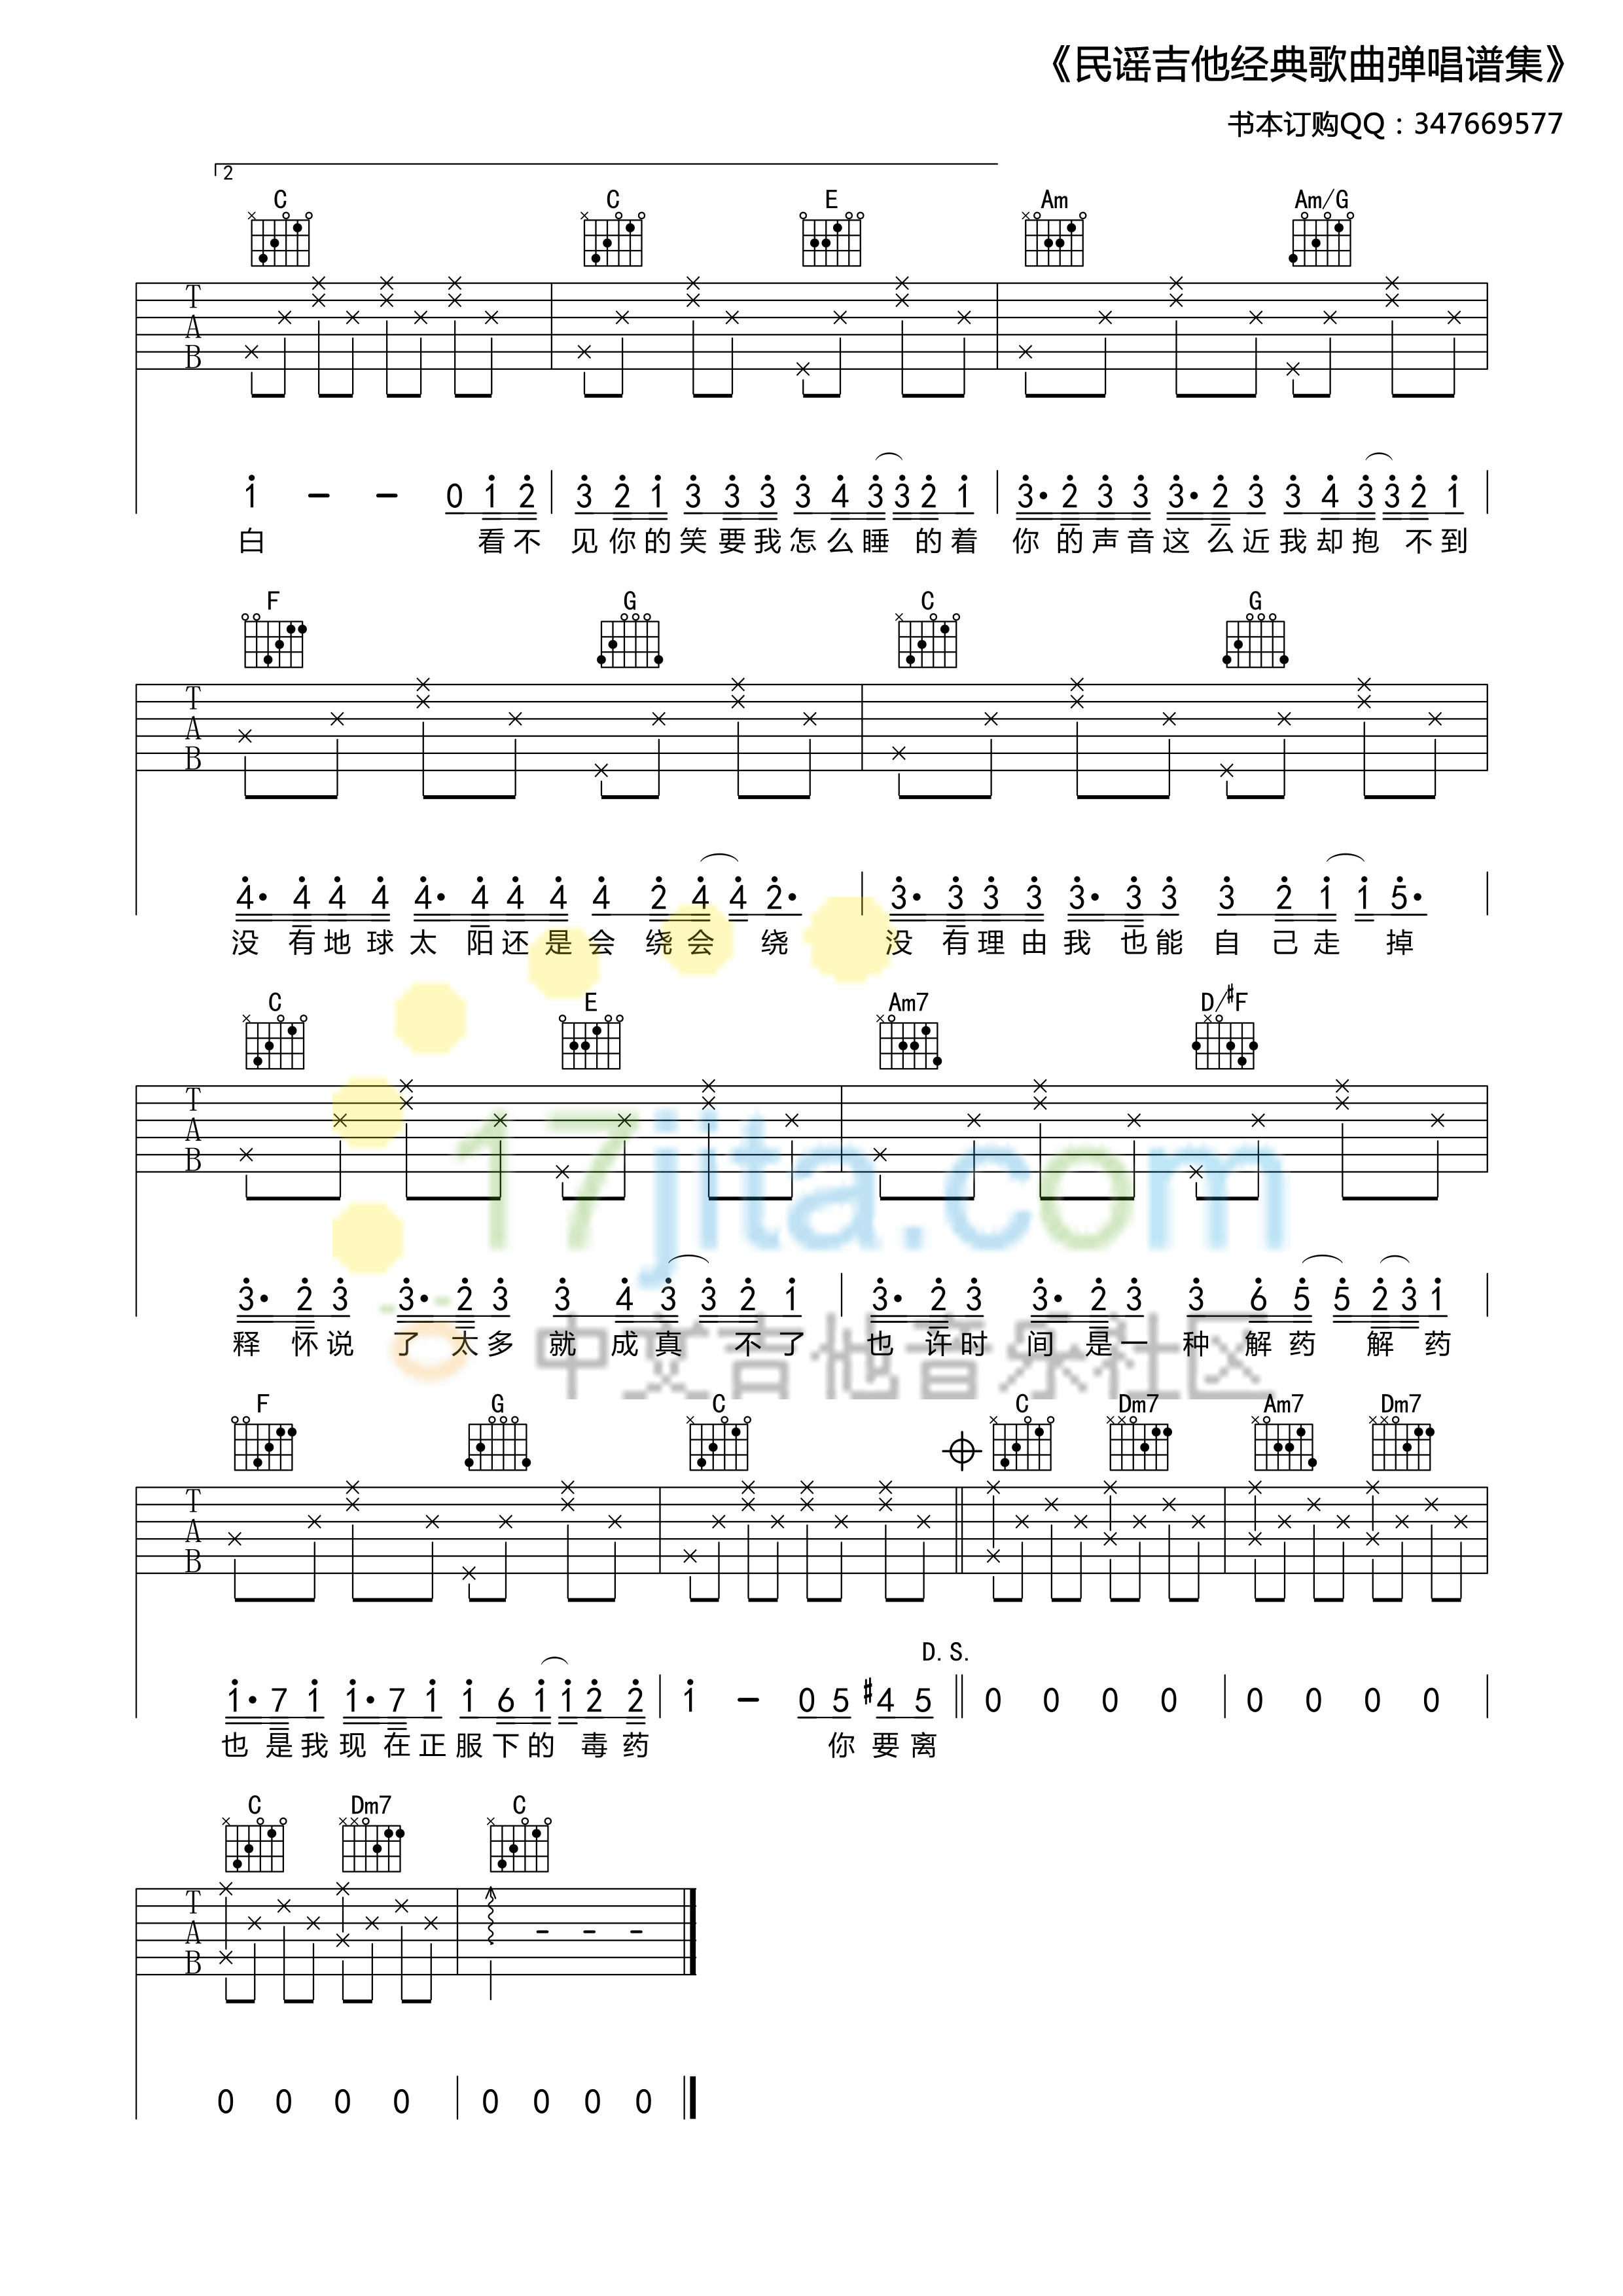 《民谣吉他经典歌曲弹唱谱集》
书本订购QQ：347669577
2
C C E Am Am/G
T A B
1 - - 0 1 2 3 2 1 3 3 3 3 4 3 3 2 1 3· 2 3 3 3· 2 3 3 4 3 3 2 1
白 看不 见你的笑要我怎么睡的着 你的声音这么近我却抱不到
F G C G
T A B
4· 4 4 4 4· 4 4 4 4 2 4 4 2· 3· 3 3 3 3· 3 3 3 2 1 1 5·
没有地球太阳还是会绕会绕 没有理由我也能自己走掉
C E Am7 D/#F
T A B
3· 2 3 3· 2 3 3 4 3 3 2 1 3· 2 3 3· 2 3 3 6 5 5 2 3 1
释怀说了太多就成真不了 也许时间是一种解药解药
F G C C Dm7 Am7 Dm7
T A B
D.S.
1· 7 1 1· 7 1 1 6 1 1 2 2 1 - 0 5 #4 5 0 0 0 0 0 0 0 0
也是我现在正服下的毒药 你要离
C Dm7 C
T A B
0 0 0 0 0 0 0 0
17jita.com
中文吉他音乐社区